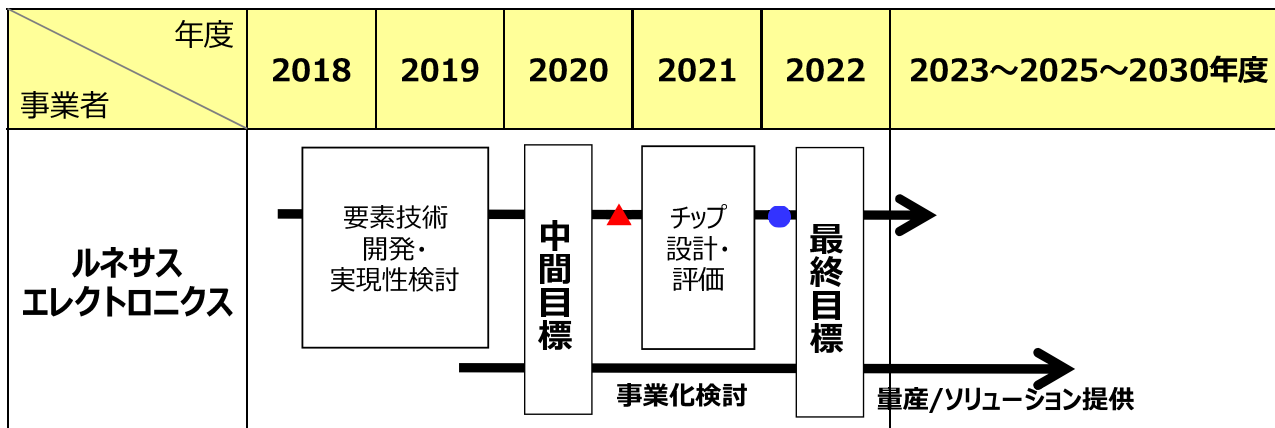 年度
事業者
2018
2019
2020
2021
2022
2023～2025～2030年度
ルネサス
エレクトロニクス
要素技術
開発・
実現性検討
中間目標
チップ
設計・
評価
最終目標
事業化検討
量産/ソリューション提供